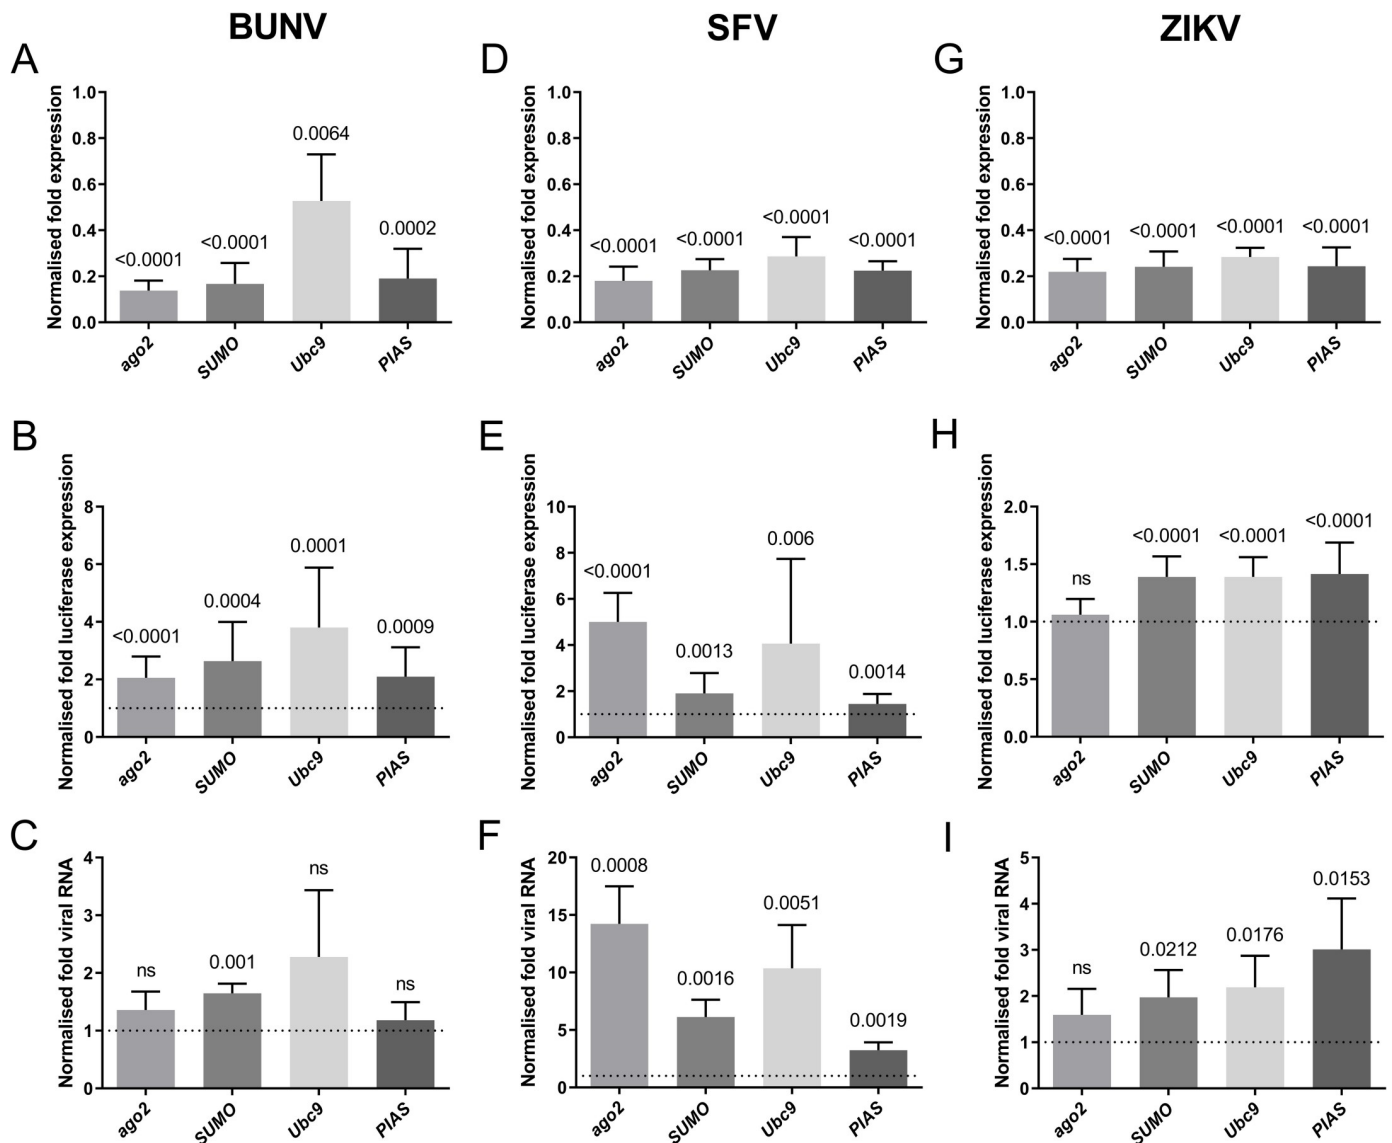 BUNV
SFV
ZIKV
A
Normalised fold expression
1.0
0.8
0.6
0.4
0.2
0.0
<0.0001
<0.0001
0.0064
0.0002
ago2
SUMO
Ubc9
PIAS
D
Normalised fold expression
1.0
0.8
0.6
0.4
0.2
0.0
<0.0001
<0.0001
<0.0001
<0.0001
ago2
SUMO
Ubc9
PIAS
G
Normalised fold expression
1.0
0.8
0.6
0.4
0.2
0.0
<0.0001
<0.0001
<0.0001
<0.0001
ago2
SUMO
Ubc9
PIAS
B
Normalised fold luciferase expression
8
6
4
2
0
<0.0001
0.0004
0.0001
0.0009
ago2
SUMO
Ubc9
PIAS
E
Normalised fold luciferase expression
10
8
6
4
2
0
<0.0001
0.0013
0.006
0.0014
ago2
SUMO
Ubc9
PIAS
H
Normalised fold luciferase expression
2.0
1.5
1.0
0.5
0.0
ns
<0.0001
<0.0001
<0.0001
ago2
SUMO
Ubc9
PIAS
C
Normalised fold viral RNA
4
3
2
1
0
ns
0.001
ns
ns
ago2
SUMO
Ubc9
PIAS
F
Normalised fold viral RNA
20
15
10
5
0
0.0008
0.0016
0.0051
0.0019
ago2
SUMO
Ubc9
PIAS
I
Normalised fold viral RNA
5
4
3
2
1
0
ns
0.0212
0.0176
0.0153
ago2
SUMO
Ubc9
PIAS